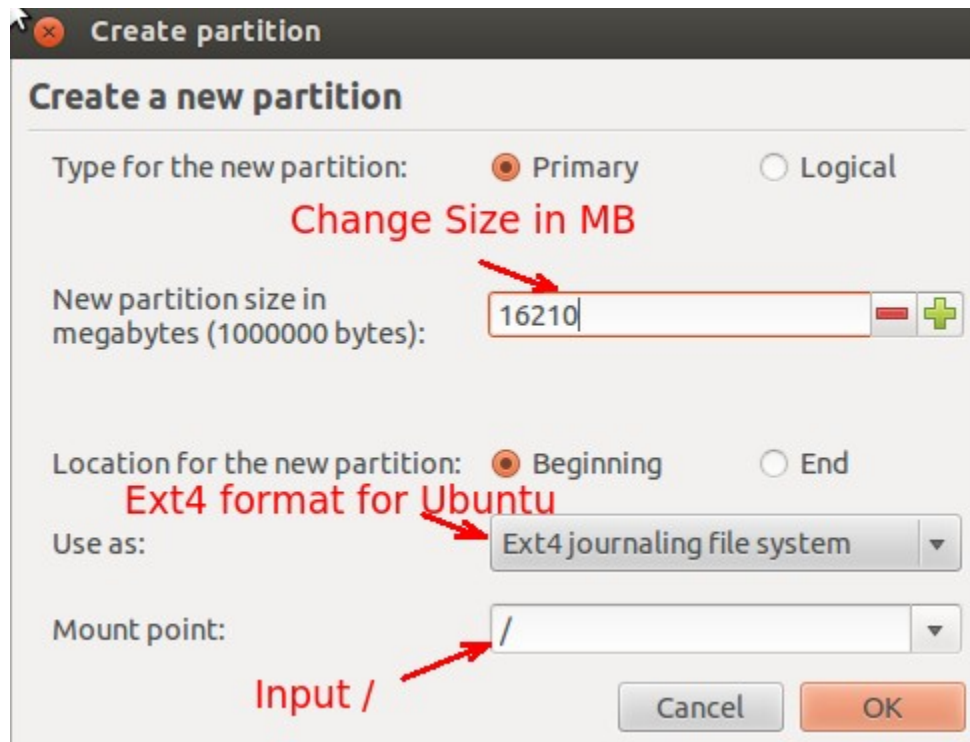 Create partition
Create a new partition
Type for the new partition: Primary Logical
Change Size in MB
New partition size in
megabytes (1000000 bytes):
16210
Location for the new partition: Beginning End
Ext4 format for Ubuntu
Use as: Ext4 journaling file system
Mount point: /
Input /
Cancel OK